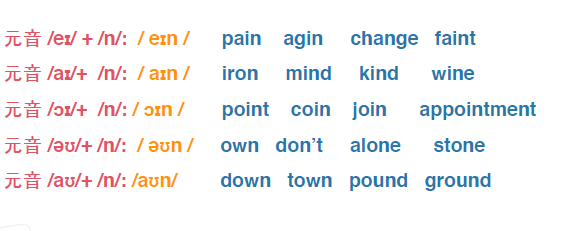 元音 /eɪ/ + /n/: / eɪn / pain agin change faint
元音 /aɪ/+ /n/: / aɪn / iron mind kind wine
元音 /ɔɪ/+ /n/: / ɔɪn / point coin join appointment
元音 /əʊ/+ /n/: / əʊn / own don’t alone stone
元音 /aʊ/+ /n/: /aʊn/ down town pound ground